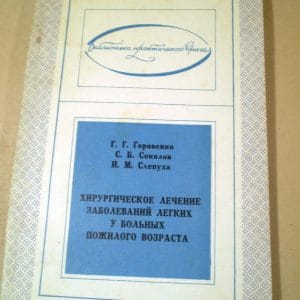 Библиотека практического врача
Г. Г. Горовенко
С. Б. Соколов
И. М. Слепуха
ХИРУРГИЧЕСКОЕ ЛЕЧЕНИЕ
ЗАБОЛЕВАНИЙ ЛЕГКИХ
У БОЛЬНЫХ
ПОЖИЛОГО ВОЗРАСТА